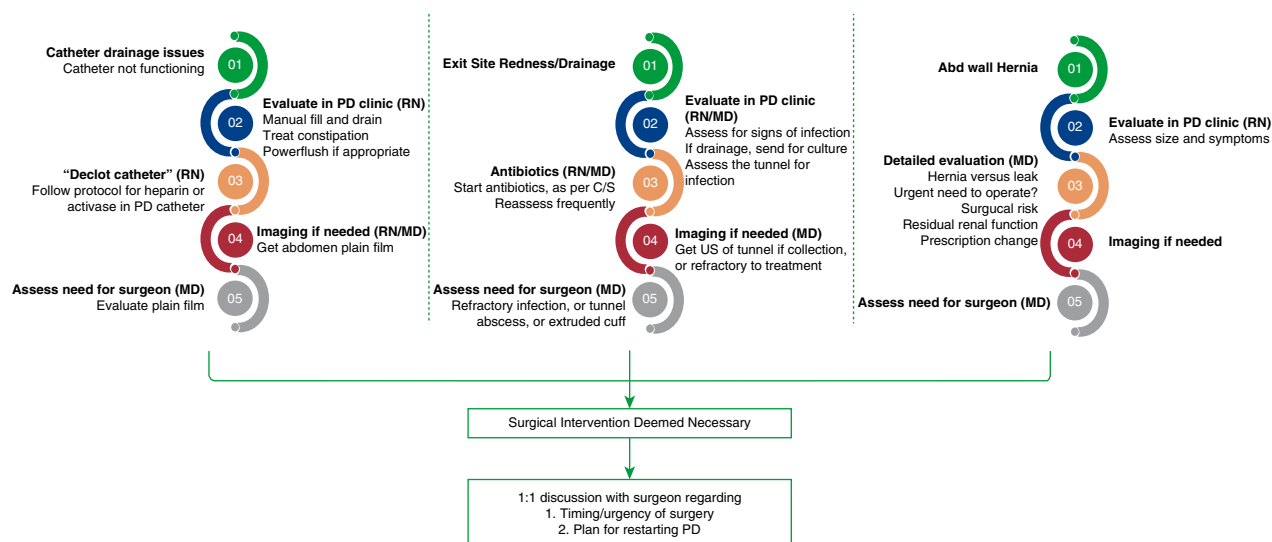 Catheter drainage issues
Catheter not functioning
01
Evaluate in PD clinic (RN)
Manual fill and drain
Treat constipation
Powerflush if appropriate
02
“Declot catheter” (RN)
Follow protocol for heparin or
activase in PD catheter
03
Imaging if needed (RN/MD)
Get abdomen plain film
04
Assess need for surgeon (MD)
Evaluate plain film
05
Exit Site Redness/Drainage
01
Evaluate in PD clinic
(RN/MD)
Assess for signs of infection
If drainage, send for culture
Assess the tunnel for
infection
02
Antibiotics (RN/MD)
Start antibiotics, as per C/S
Reassess frequently
03
Imaging if needed (MD)
Get US of tunnel if collection,
or refractory to treatment
04
Assess need for surgeon (MD)
Refractory infection, or tunnel
abscess, or extruded cuff
05
Abd wall Hernia
01
Evaluate in PD clinic (RN)
Assess size and symptoms
02
Detailed evaluation (MD)
Hernia versus leak
Urgent need to operate?
Surgucal risk
Residual renal function
Prescription change
03
Imaging if needed
04
Assess need for surgeon (MD)
05
Surgical Intervention Deemed Necessary
1:1 discussion with surgeon regarding
1. Timing/urgency of surgery
2. Plan for restarting PD